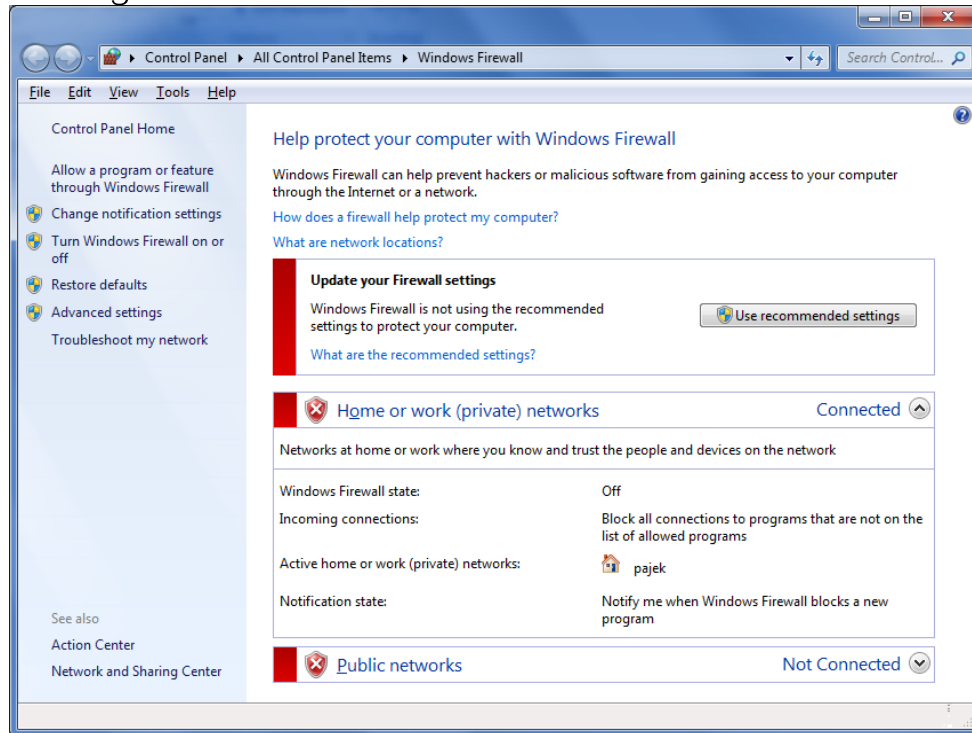 Control Panel ▸ All Control Panel Items ▸ Windows Firewall
Search Control...
File Edit View Tools Help
Control Panel Home
Allow a program or feature
through Windows Firewall
Change notification settings
Turn Windows Firewall on or
off
Restore defaults
Advanced settings
Troubleshoot my network
See also
Action Center
Network and Sharing Center
Help protect your computer with Windows Firewall
Windows Firewall can help prevent hackers or malicious software from gaining access to your computer
through the Internet or a network.
How does a firewall help protect my computer?
What are network locations?
Update your Firewall settings
Windows Firewall is not using the recommended
settings to protect your computer.
What are the recommended settings?
Use recommended settings
Home or work (private) networks Connected
Networks at home or work where you know and trust the people and devices on the network
Windows Firewall state: Off
Incoming connections: Block all connections to programs that are not on the
list of allowed programs
Active home or work (private) networks: pajek
Notification state: Notify me when Windows Firewall blocks a new
program
Public networks Not Connected